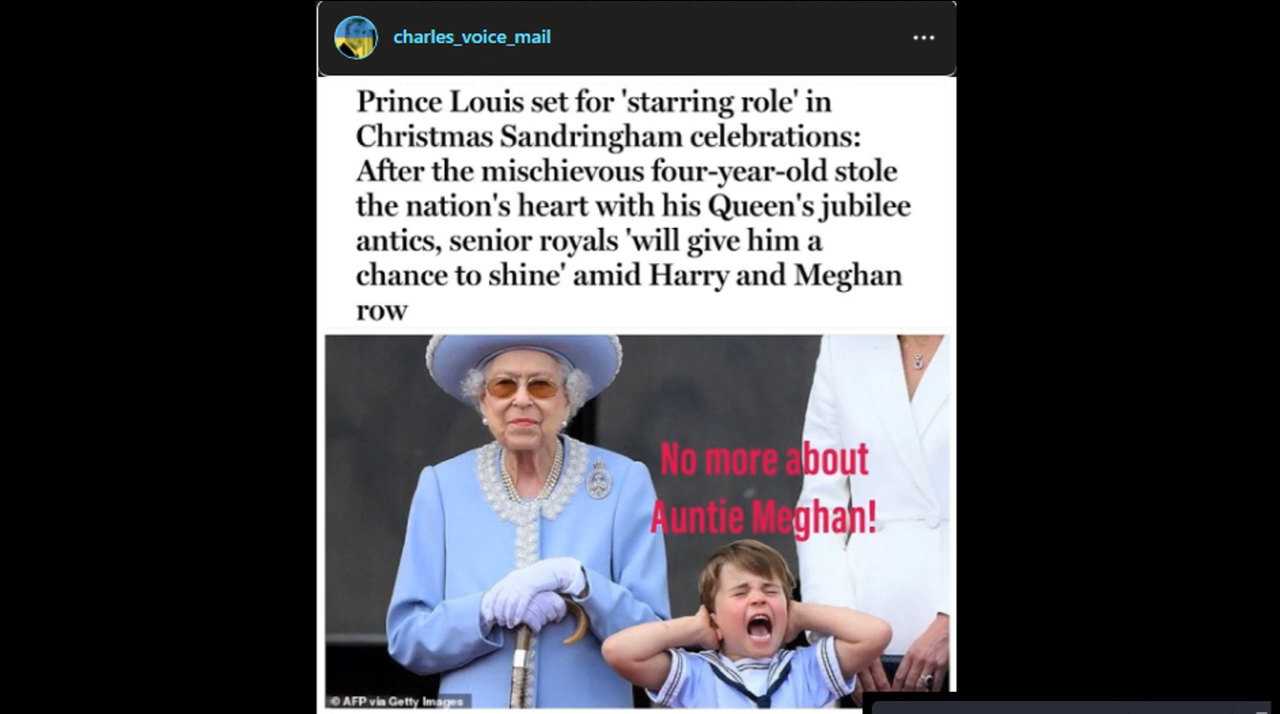 charles_voice_mail
Prince Louis set for 'starring role' in
Christmas Sandringham celebrations:
After the mischievous four-year-old stole
the nation's heart with his Queen's jubilee
antics, senior royals 'will give him a
chance to shine' amid Harry and Meghan
row
No more about
Auntie Meghan!
© AFP via Getty Images